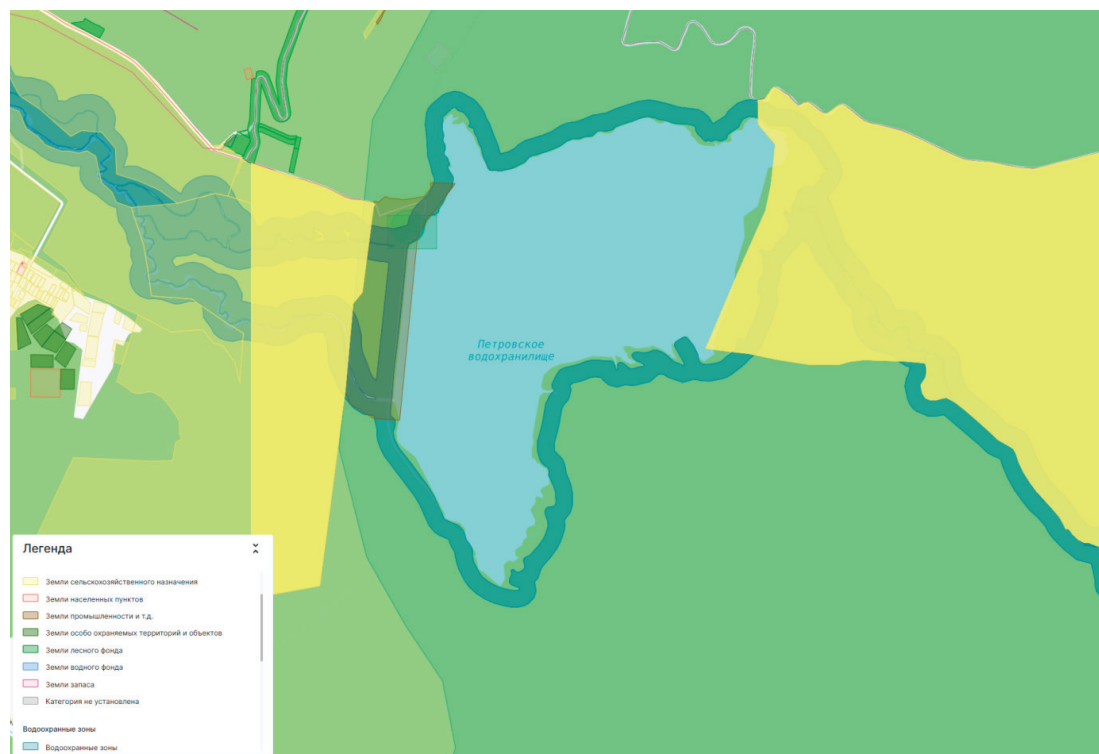 Петровское
водохранилище
Легенда
Земли сельскохозяйственного назначения
Земли населенных пунктов
Земли промышленности и т.д.
Земли особо охраняемых территорий и объектов
Земли лесного фонда
Земли водного фонда
Земли запаса
Категория не установлена
Водоохранные зоны
Водоохранные зоны